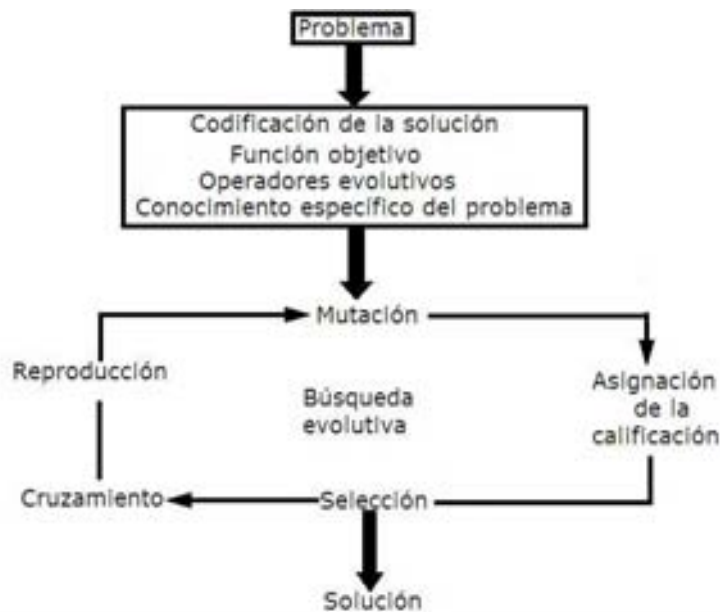 Problema
Codificación de la solución
Función objetivo
Operadores evolutivos
Conocimiento específico del problema
Mutación
Reproducción
Búsqueda
evolutiva
Asignación
de la
calificación
Cruzamiento
Selección
Solución